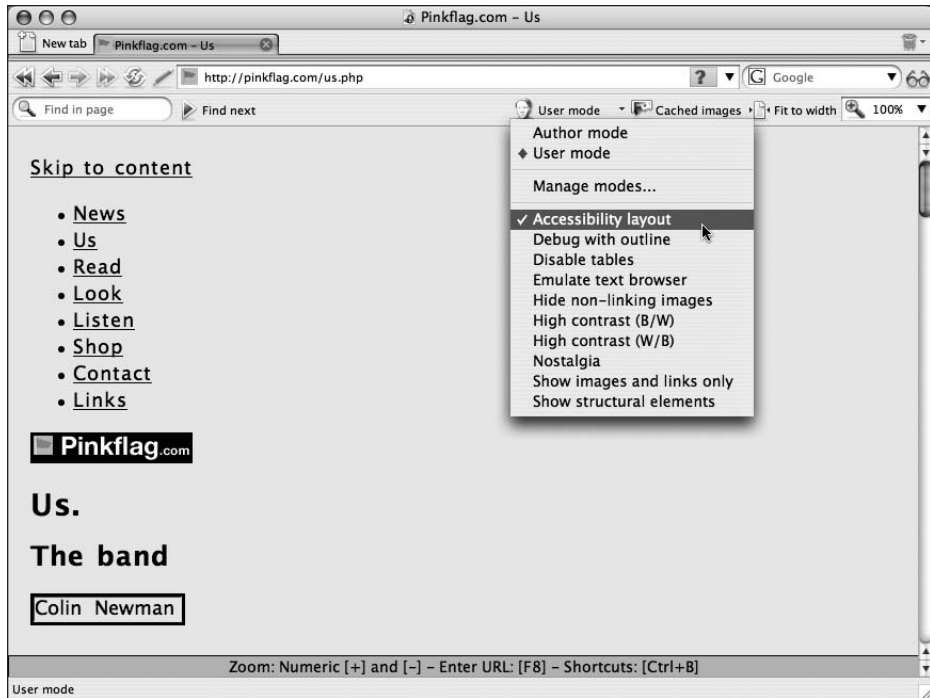 Pinkflag.com – Us
New tab
Pinkflag.com – Us
http://pinkflag.com/us.php
?
G Google
Find in page
Find next
User mode
Cached images
Fit to width
100%
Author mode
User mode
Manage modes...
Accessibility layout
Debug with outline
Disable tables
Emulate text browser
Hide non-linking images
High contrast (B/W)
High contrast (W/B)
Nostalgia
Show images and links only
Show structural elements
Skip to content
• News
• Us
• Read
• Look
• Listen
• Shop
• Contact
• Links
Pinkflag.com
Us.
The band
Colin Newman
Zoom: Numeric [+] and [–] – Enter URL: [F8] – Shortcuts: [Ctrl+B]
User mode